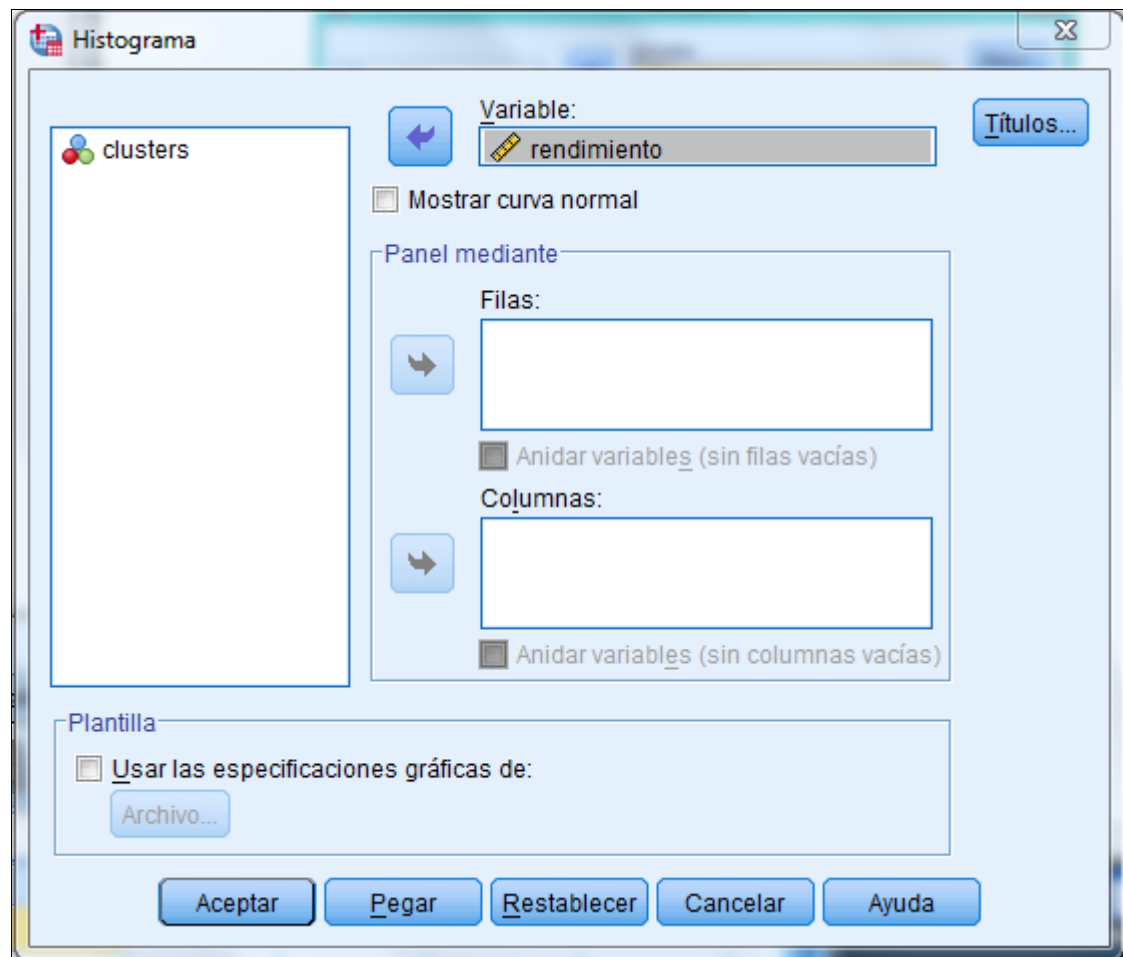 Histograma
clusters
Variable:
rendimiento
Títulos...
Mostrar curva normal
Panel mediante
Filas:
Anidar variables (sin filas vacías)
Columnas:
Anidar variables (sin columnas vacías)
Plantilla
Usar las especificaciones gráficas de:
Archivo...
Aceptar
Pegar
Restablecer
Cancelar
Ayuda